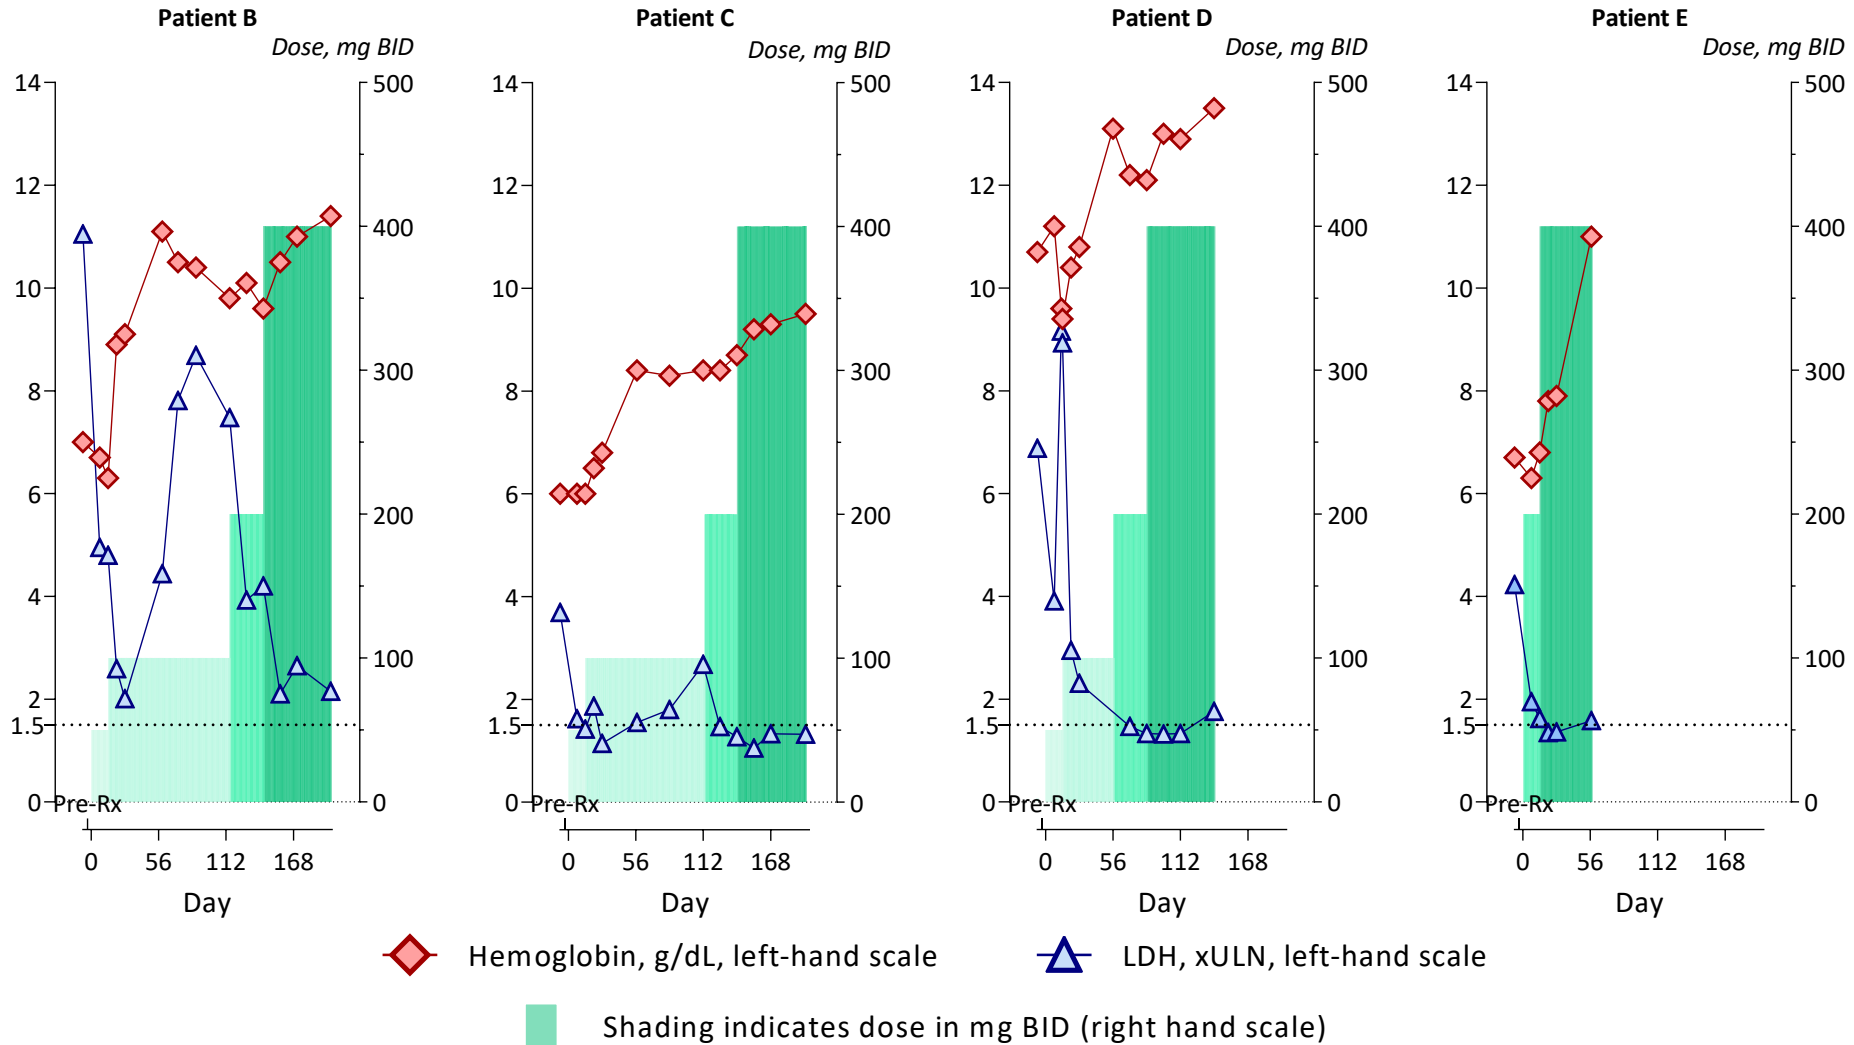 Patient B
Patient C
Patient D
Patient E
Dose, mg BID
Dose, mg BID
Dose, mg BID
Dose, mg BID
14
12
10
8
6
4
2
1.5
0
500
400
300
200
100
0
14
12
10
8
6
4
2
1.5
0
500
400
300
200
100
0
14
12
10
8
6
4
2
1.5
0
500
400
300
200
100
0
14
12
10
8
6
4
2
1.5
0
500
400
300
200
100
0
Pre-Rx
Pre-Rx
Pre-Rx
Pre-Rx
0 56 112 168
0 56 112 168
0 56 112 168
0 56 112 168
Day
Day
Day
Day
Hemoglobin, g/dL, left-hand scale
LDH, xULN, left-hand scale
Shading indicates dose in mg BID (right hand scale)